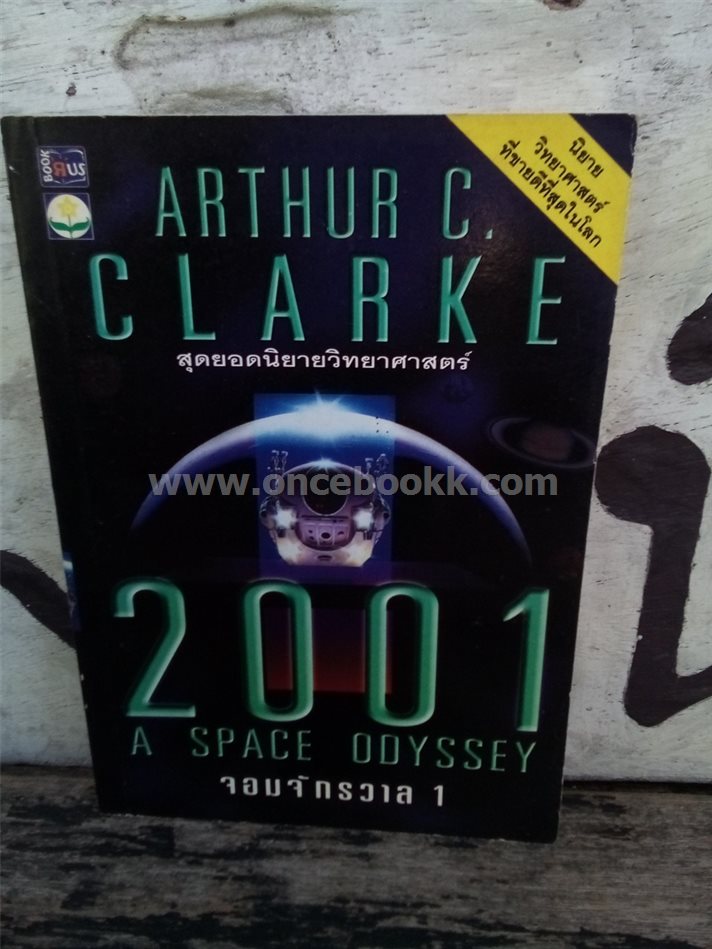 BOOK
RUS
นิยาย
วิทยาศาสตร์
ที่ขายดีที่สุดในโลก
ARTHUR C.
CLARKE
สุดยอดนิยายวิทยาศาสตร์
www.oncebookk.com
2001
A SPACE ODYSSEY
จอมจักรวาล 1